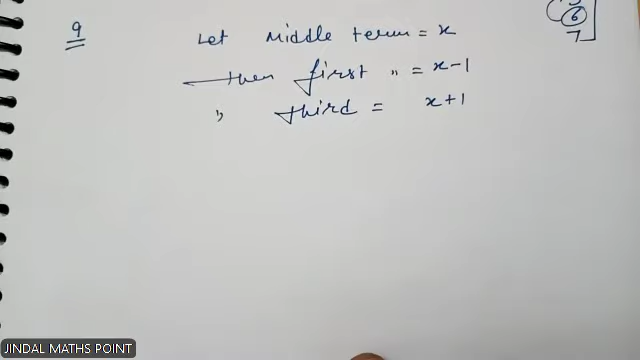 9
Let middle term = x
then first " = x-1
" third = x+1
6
7
JINDAL MATHS POINT